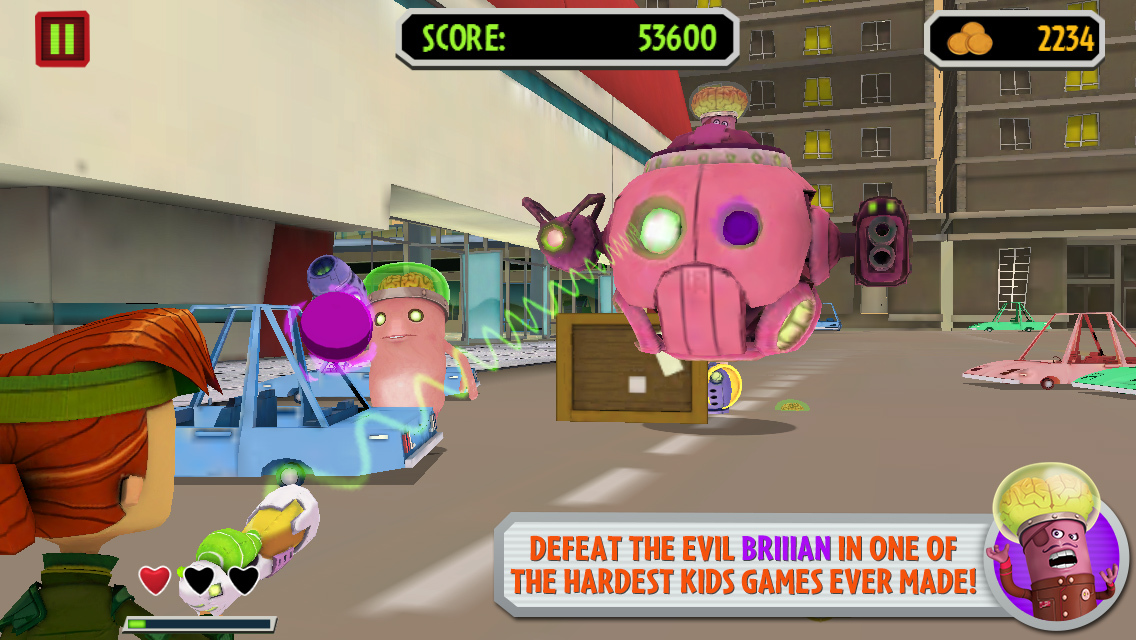 SCORE: 53600
2234
DEFEAT THE EVIL BRIIIAN IN ONE OF
THE HARDEST KIDS GAMES EVER MADE!